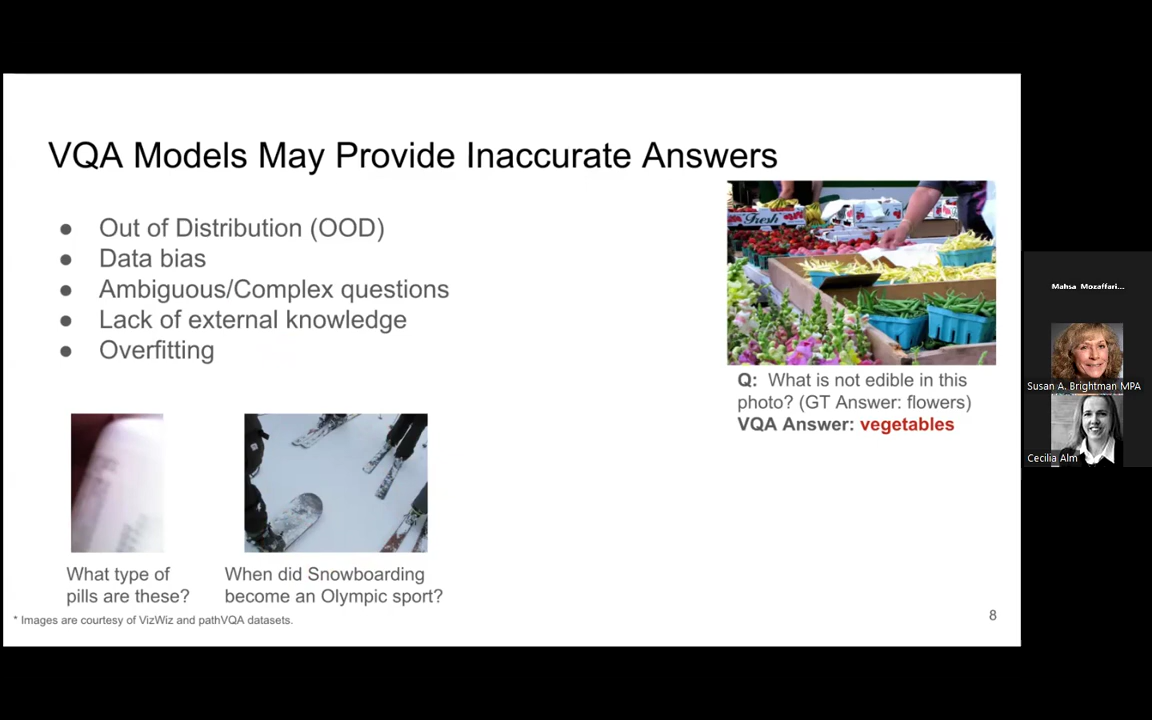 VQA Models May Provide Inaccurate Answers
● Out of Distribution (OOD)
● Data bias
● Ambiguous/Complex questions
● Lack of external knowledge
● Overfitting
Fresh
Q: What is not edible in this
photo? (GT Answer: flowers)
VQA Answer: vegetables
What type of
pills are these?
When did Snowboarding
become an Olympic sport?
* Images are courtesy of VizWiz and pathVQA datasets.
8
Mahsa Mozaffari...
Susan A. Brightman MPA
Cecilia Alm